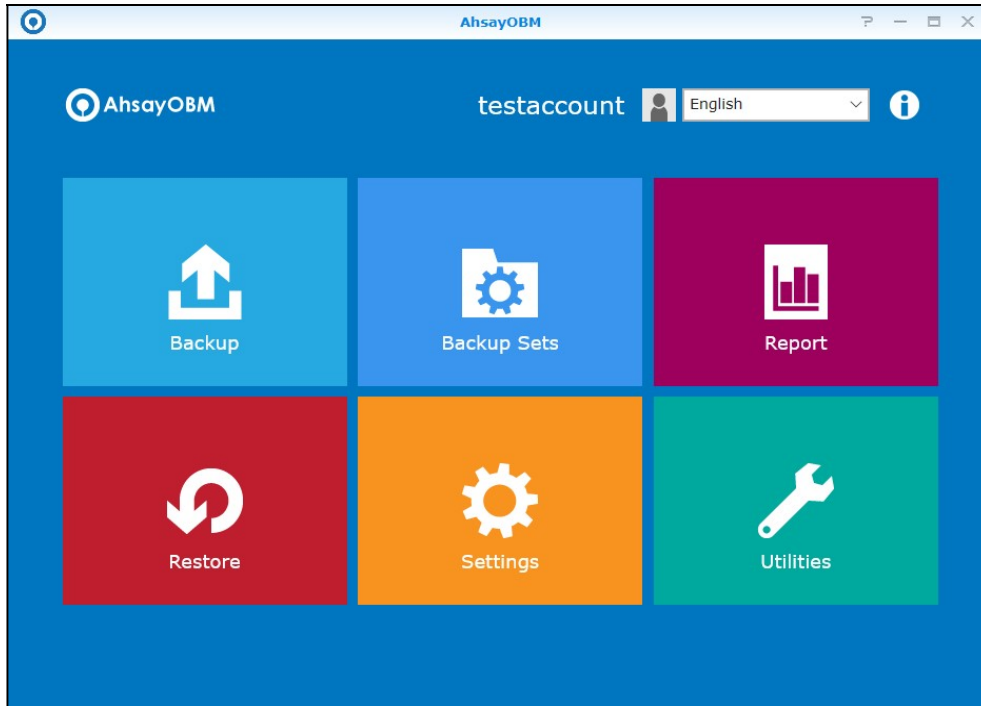 AhsayOBM
AhsayOBM
testaccount
English
Backup
Backup Sets
Report
Restore
Settings
Utilities